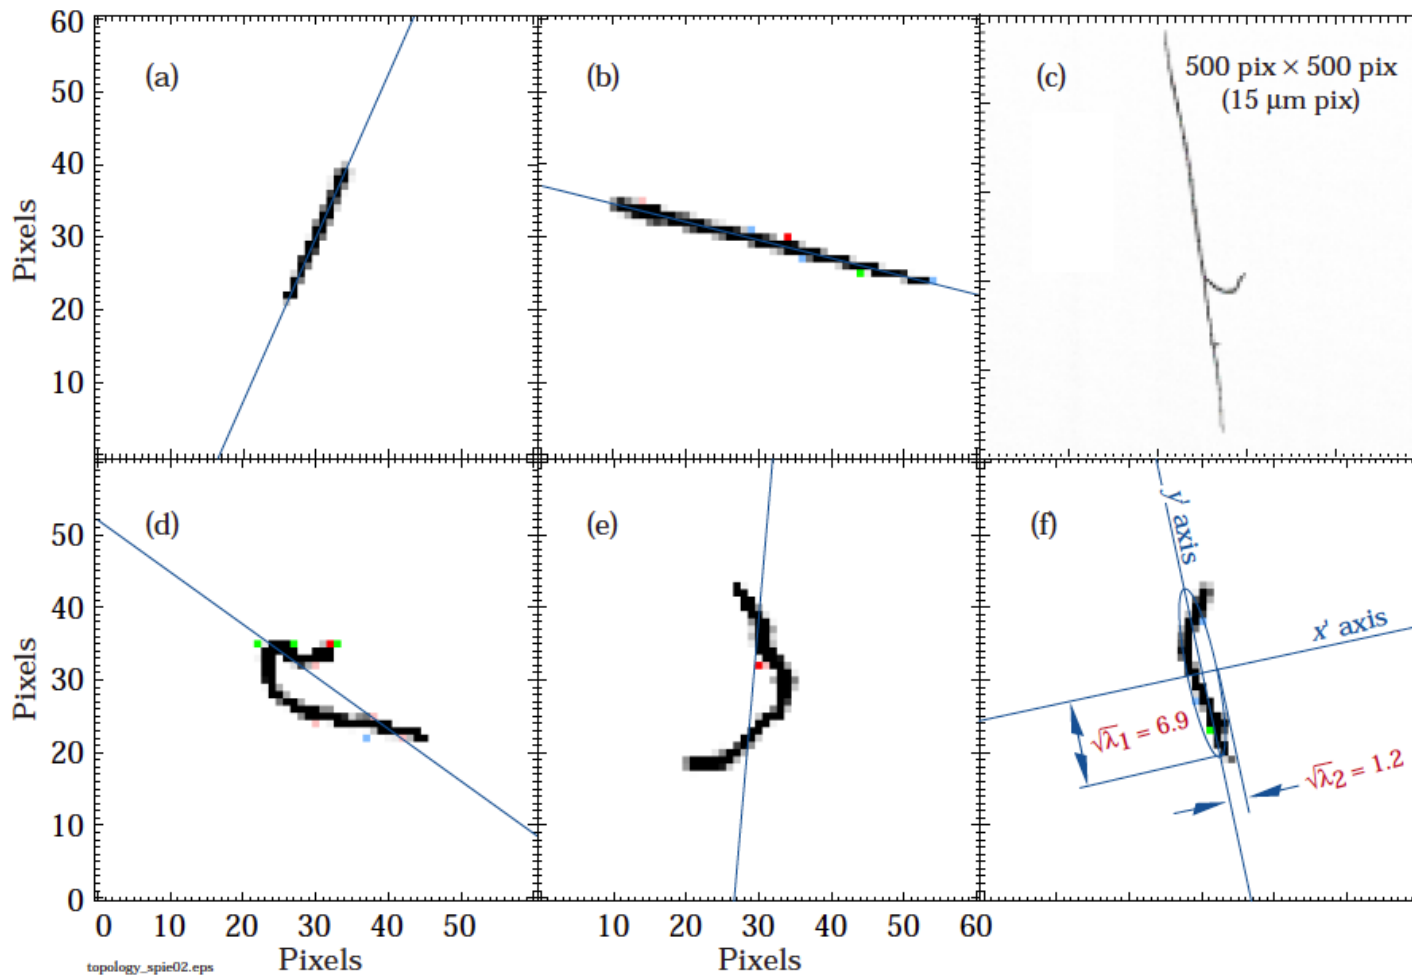 60
50
40
30
20
10
Pixels
(a)
(b)
(c)
500 pix × 500 pix
(15 μm pix)
50
40
30
20
10
0
Pixels
(d)
(e)
(f)
y' axis
x' axis
√λ1 = 6.9
√λ2 = 1.2
0 10 20 30 40 50
10 20 30 40 50 60
Pixels
Pixels
topology_spie02.eps